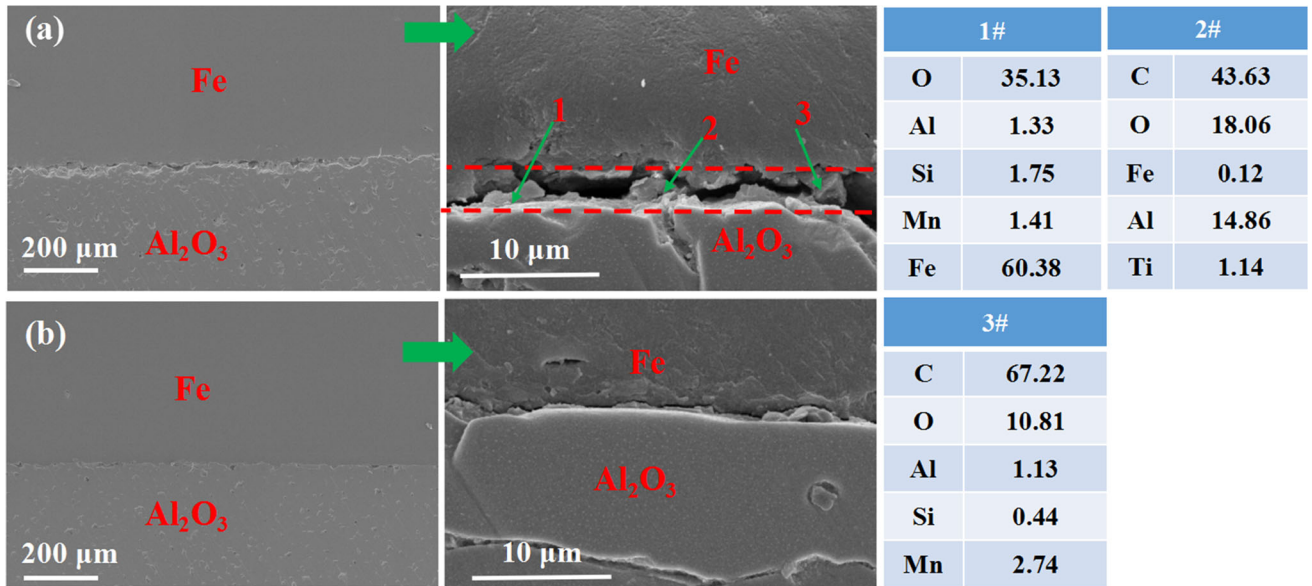 (a)
Fe
Al₂O₃
200 µm
Fe
1
2
3
Al₂O₃
10 µm
1#
O 35.13
Al 1.33
Si 1.75
Mn 1.41
Fe 60.38
2#
C 43.63
O 18.06
Fe 0.12
Al 14.86
Ti 1.14
(b)
Fe
Al₂O₃
200 µm
Fe
Al₂O₃
10 µm
3#
C 67.22
O 10.81
Al 1.13
Si 0.44
Mn 2.74